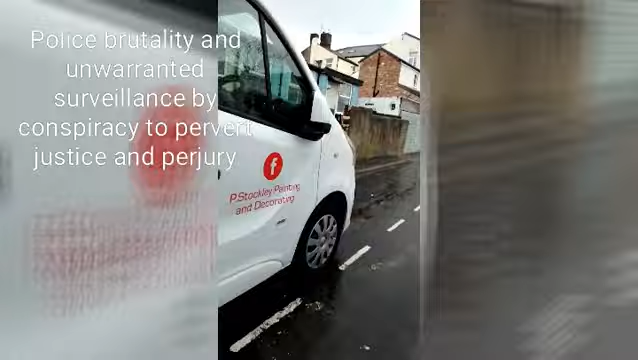 Police brutality and
unwarranted
surveillance by
conspiracy to pervert
justice and perjury
f
P.Stockley Painting
and Decorating